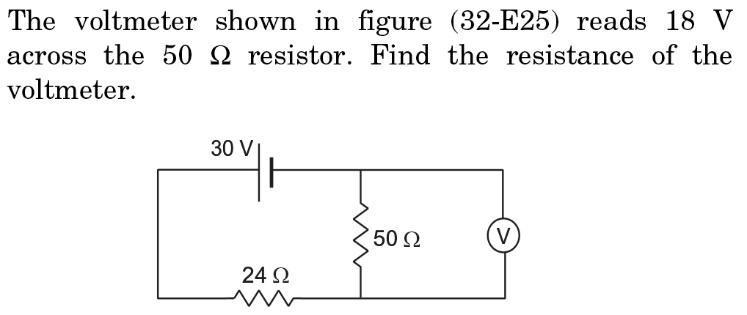 The voltmeter shown in figure (32-E25) reads 18 V
across the 50 Ω resistor. Find the resistance of the
voltmeter.
30 V
50 Ω
V
24 Ω